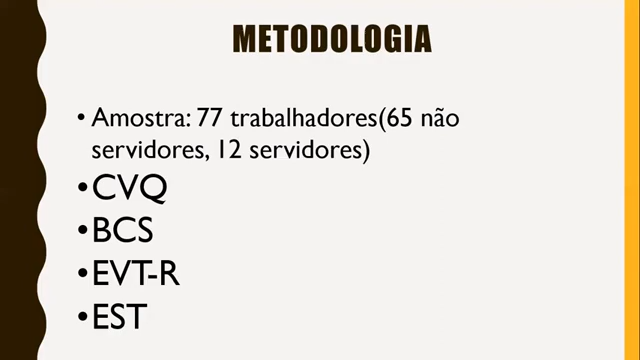 METODOLOGIA
• Amostra: 77 trabalhadores(65 não
servidores, 12 servidores)
•CVQ
•BCS
•EVT-R
•EST